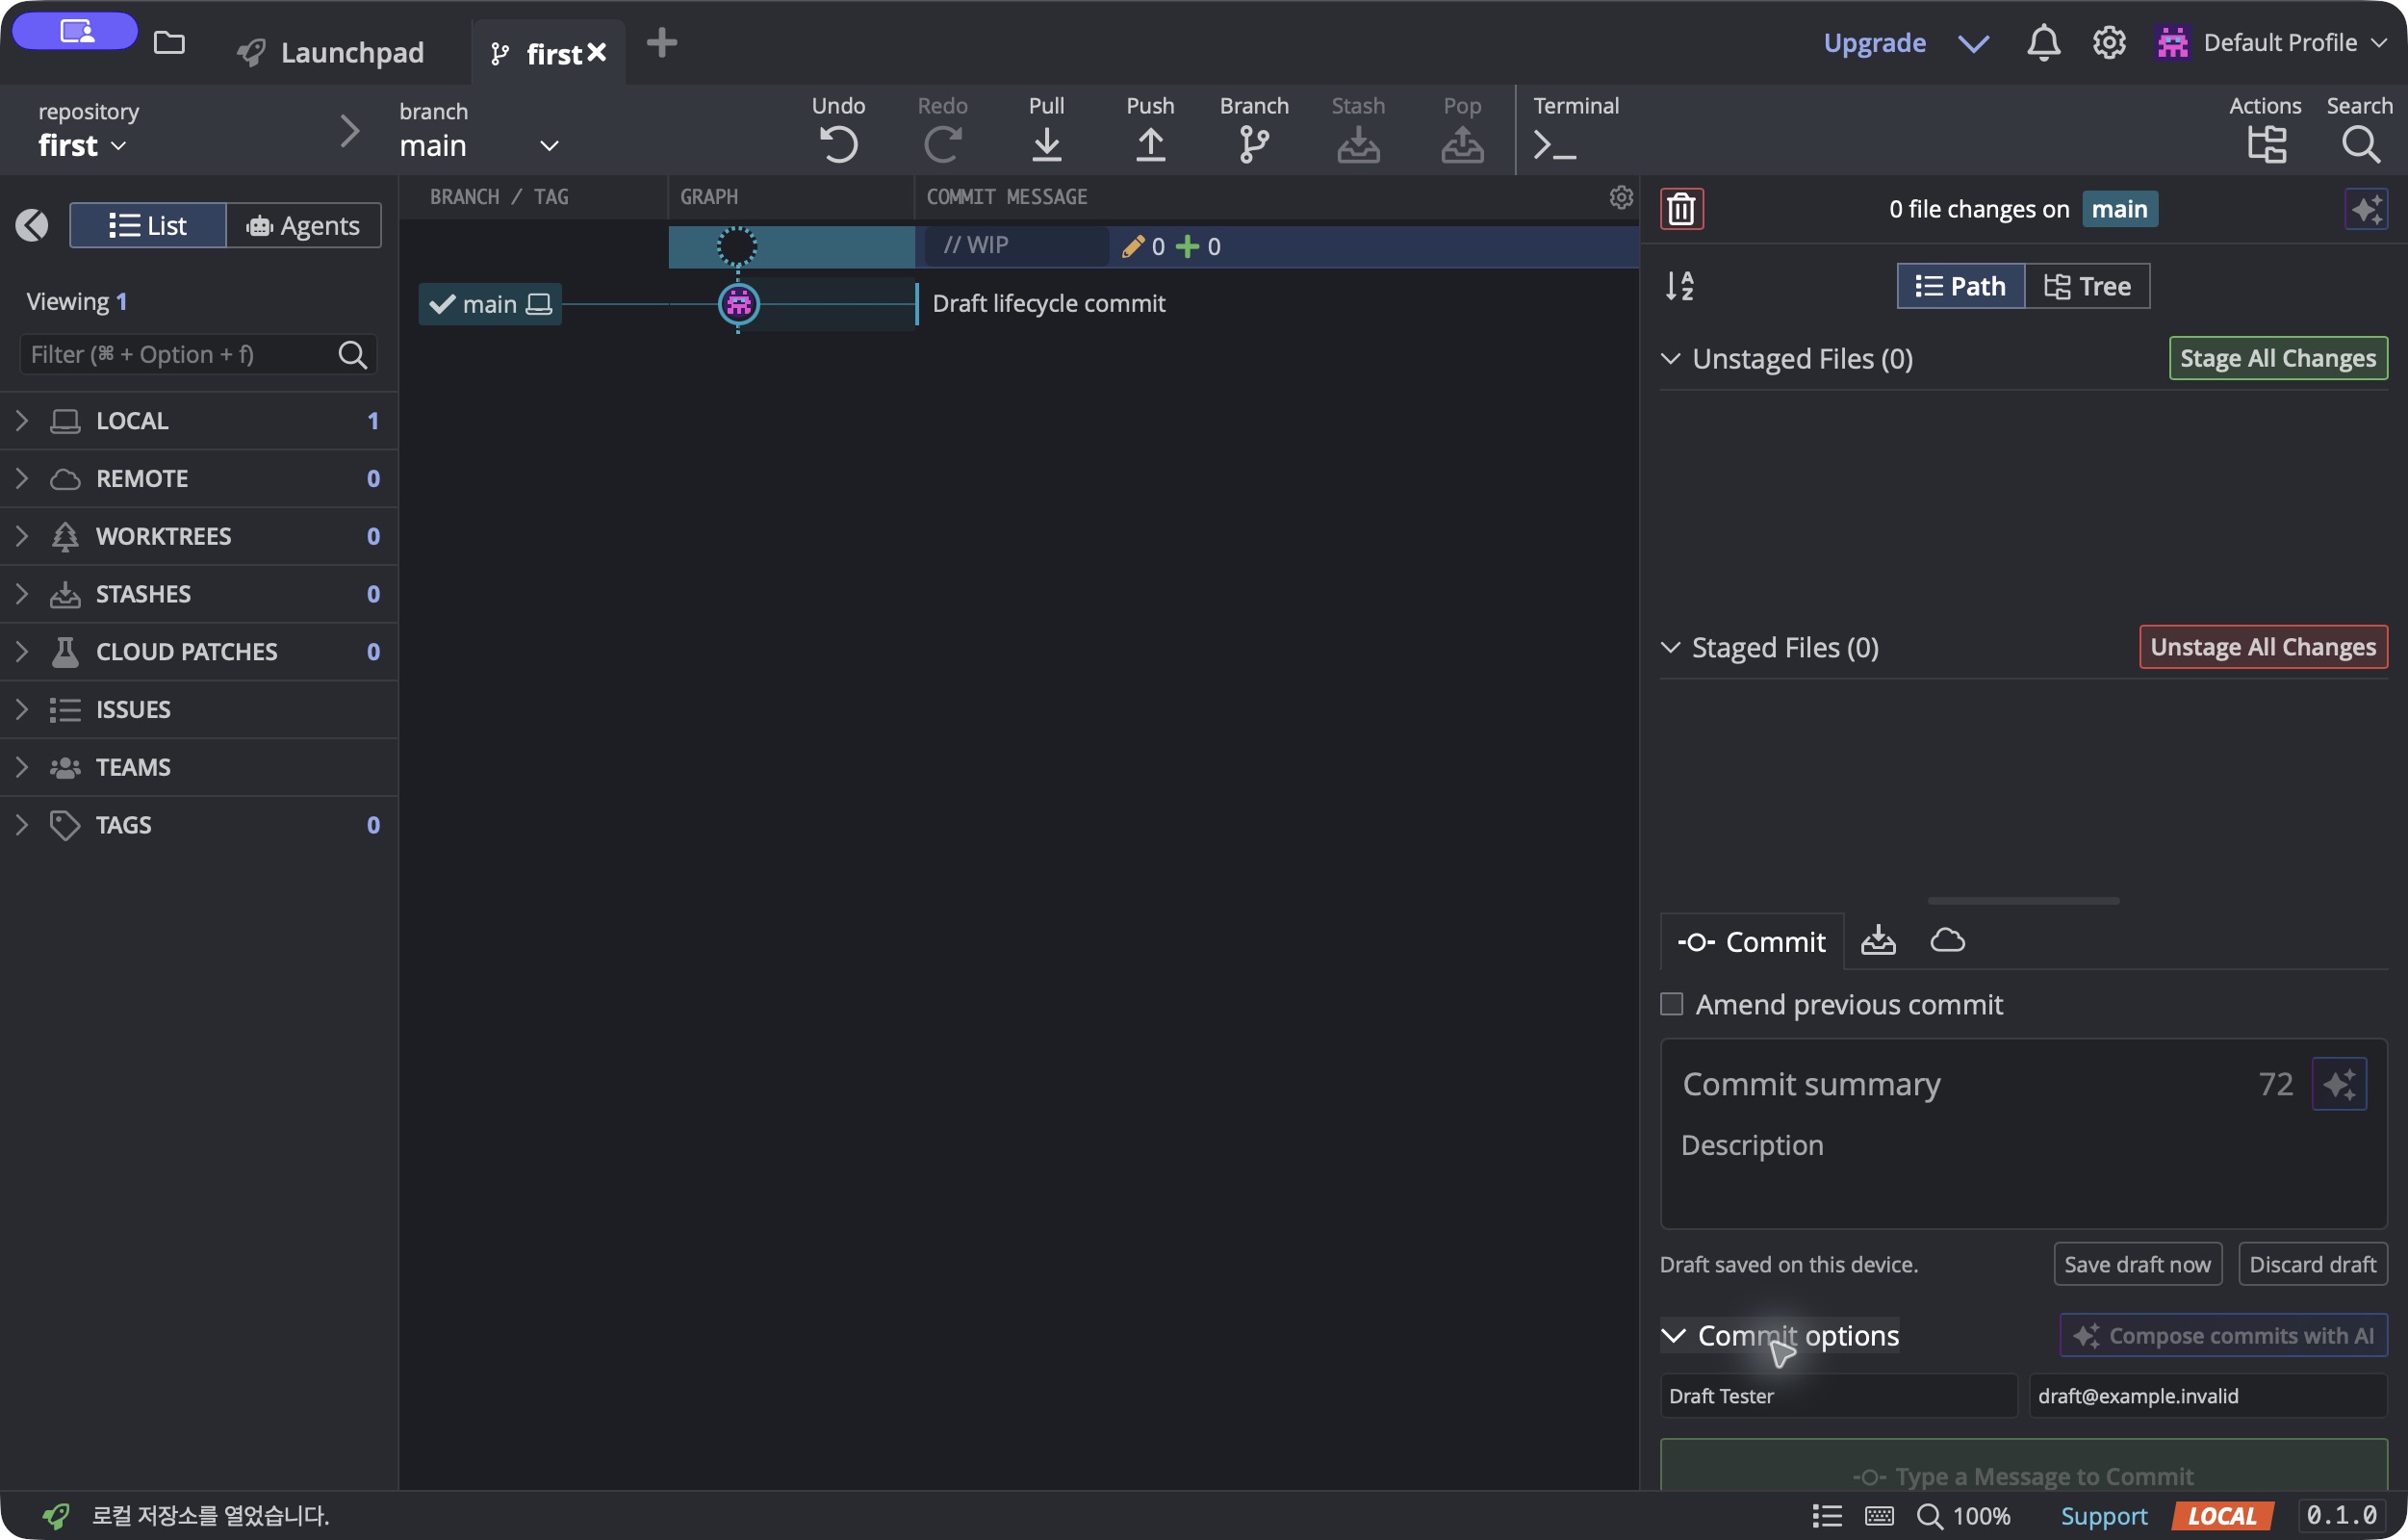 Launchpad
first
Upgrade
Default Profile
repository
first
branch
main
Undo
Redo
Pull
Push
Branch
Stash
Pop
Terminal
Actions
Search
List
Agents
Viewing 1
Filter (⌘ + Option + f)
LOCAL 1
REMOTE 0
WORKTREES 0
STASHES 0
CLOUD PATCHES 0
ISSUES
TEAMS
TAGS 0
BRANCH / TAG
GRAPH
COMMIT MESSAGE
// WIP
0
0
main
Draft lifecycle commit
0 file changes on main
Path
Tree
Unstaged Files (0)
Stage All Changes
Staged Files (0)
Unstage All Changes
Commit
Amend previous commit
Commit summary
72
Description
Draft saved on this device.
Save draft now
Discard draft
Commit options
Compose commits with AI
Draft Tester
draft@example.invalid
Type a Message to Commit
로컬 저장소를 열었습니다.
100%
Support
LOCAL
0.1.0